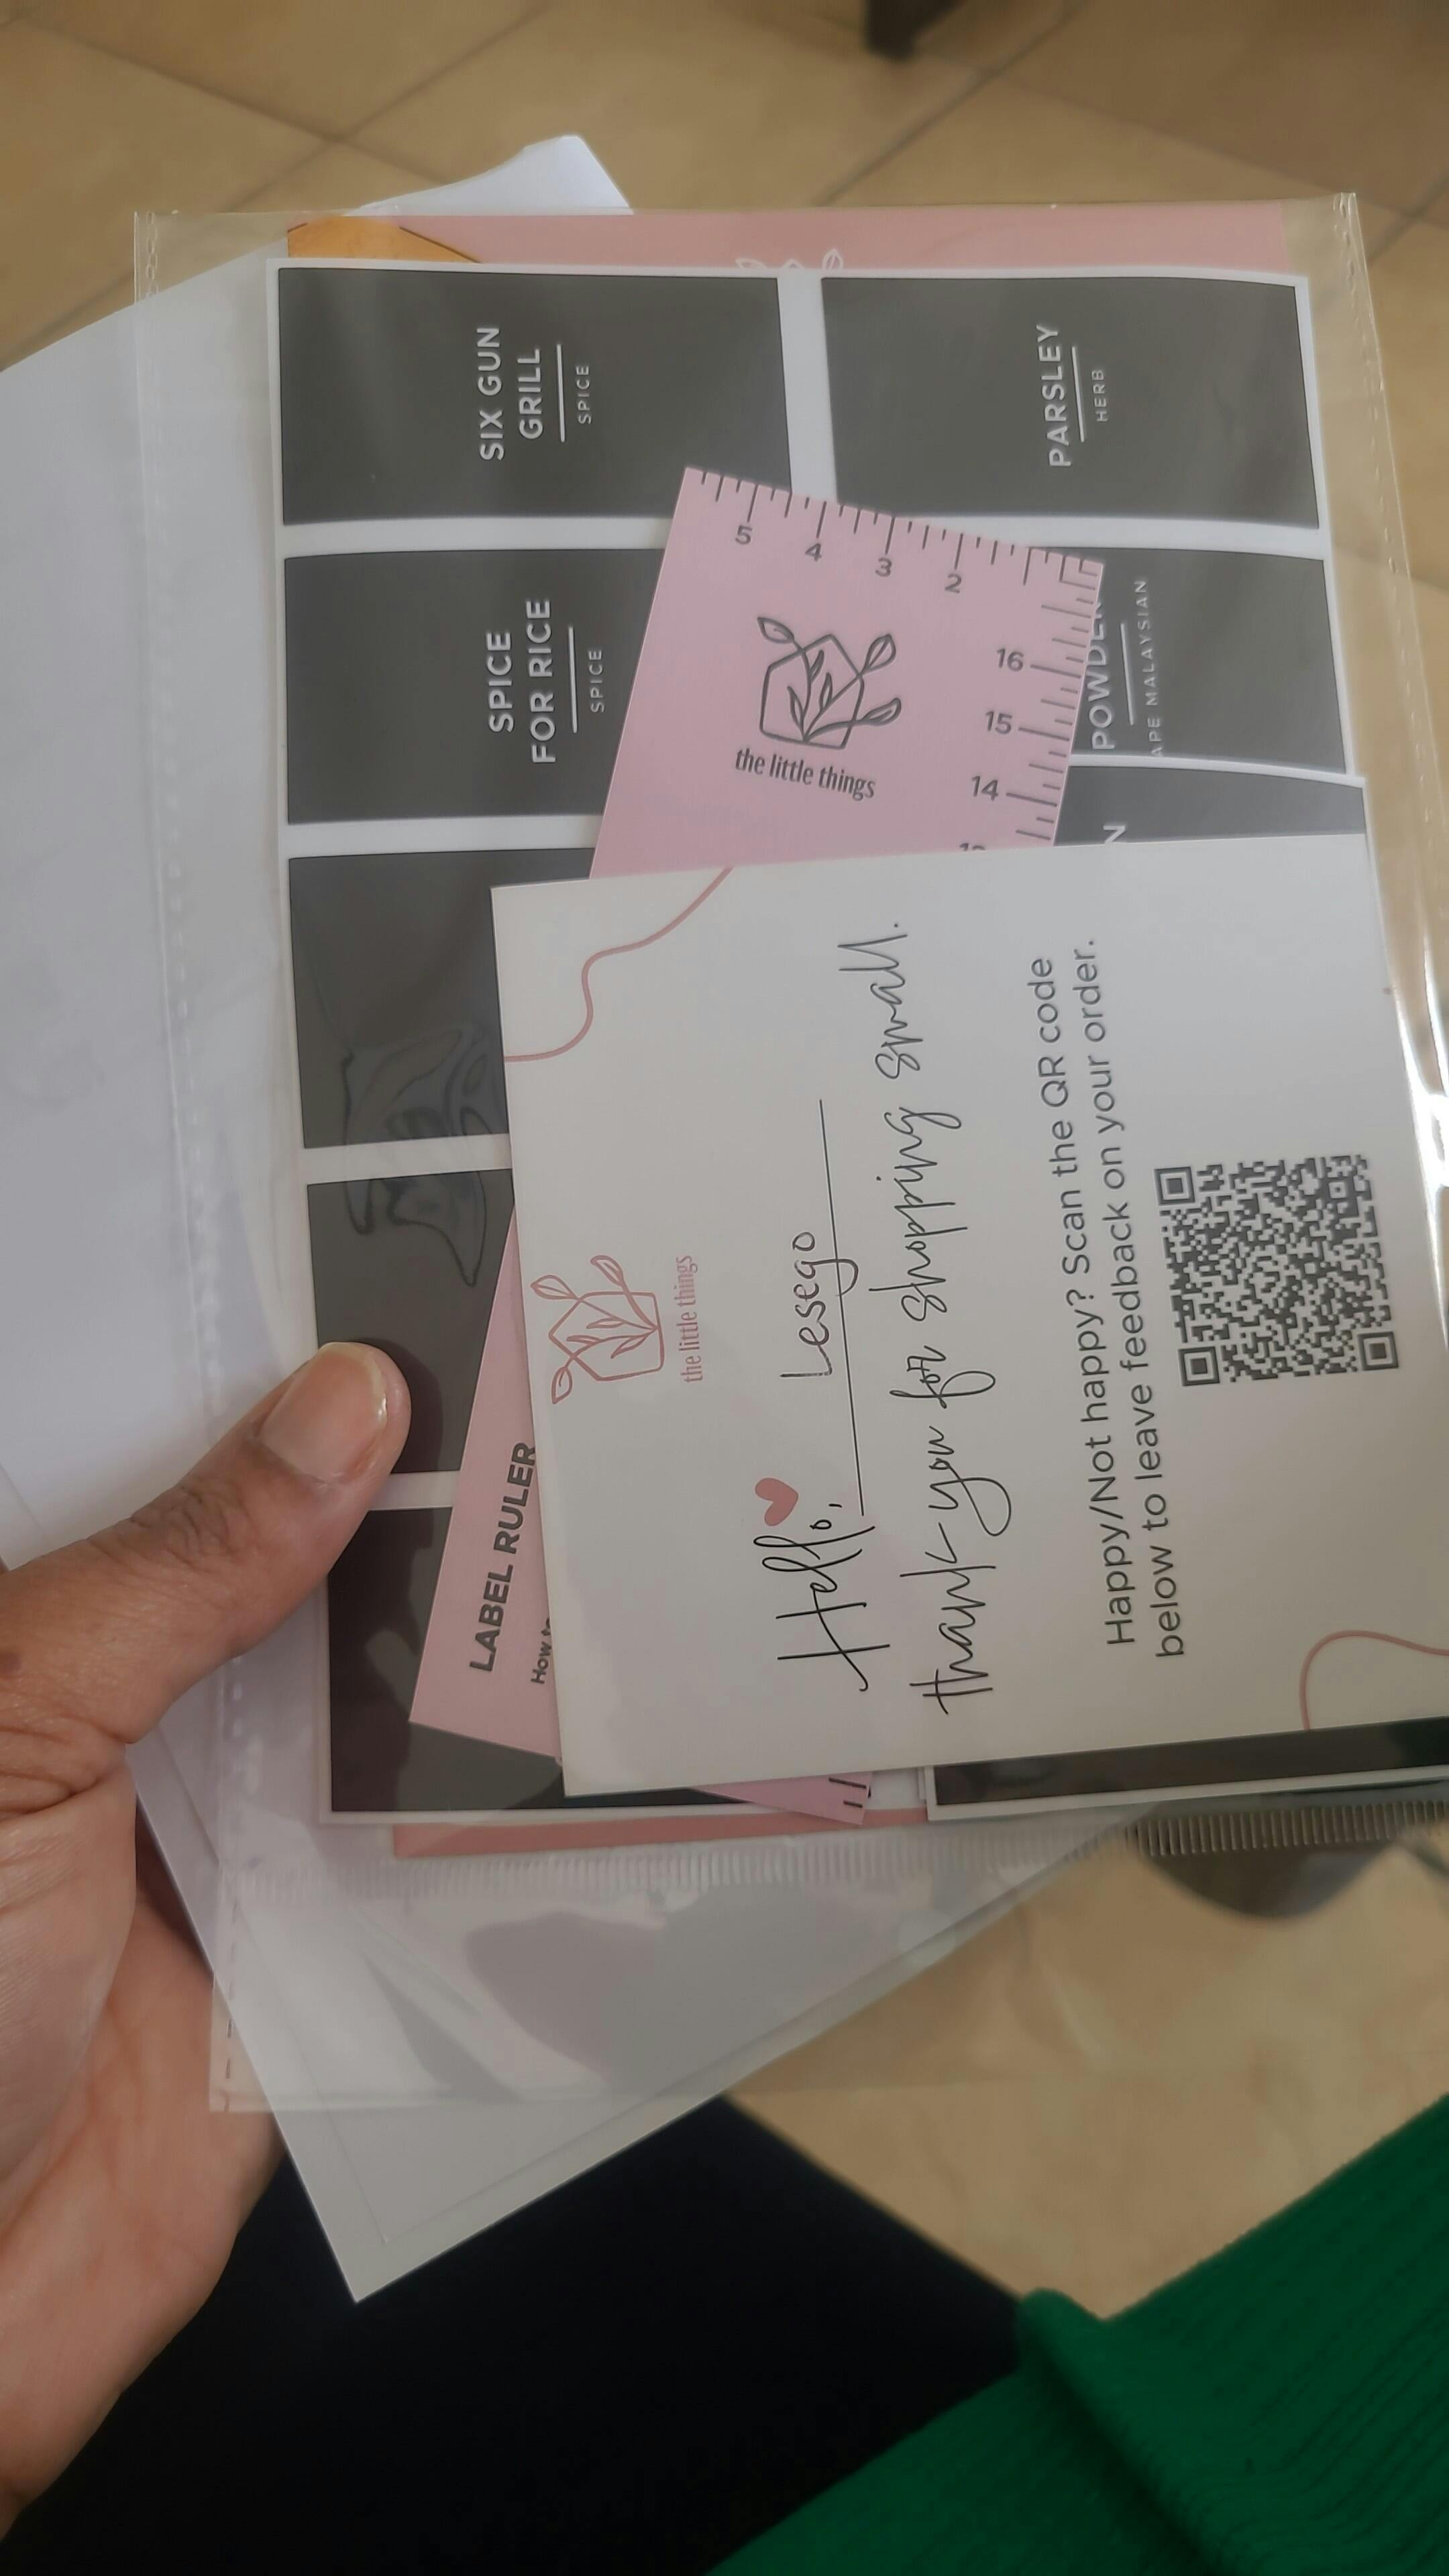 SIX GUN
GRILL
SPICE
PARSLEY
HERB
SPICE
FOR RICE
SPICE
APE MALAYSIAN
5
4
3
2
16
15
14
the little things
LABEL RULER
How
the little things
Hello, Lesego
Thank you for shopping small.
Happy/Not happy? Scan the QR code
below to leave feedback on your order.